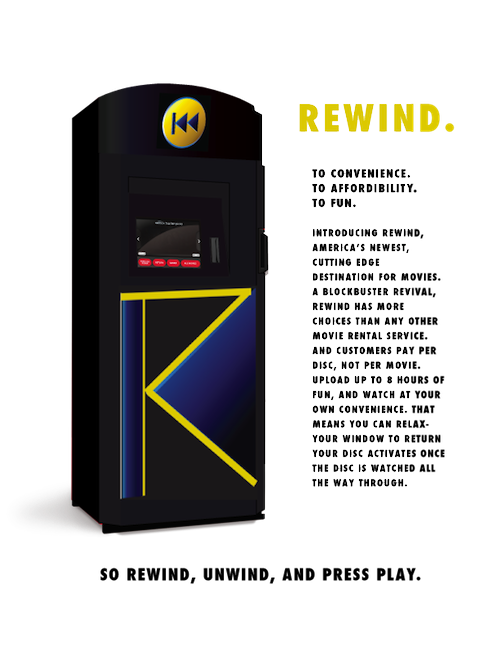 REWIND.
TO CONVENIENCE.
TO AFFORDIBILITY.
TO FUN.
INTRODUCING REWIND,
AMERICA'S NEWEST,
CUTTING EDGE
DESTINATION FOR MOVIES.
A BLOCKBUSTER REVIVAL,
REWIND HAS MORE
CHOICES THAN ANY OTHER
MOVIE RENTAL SERVICE.
AND CUSTOMERS PAY PER
DISC, NOT PER MOVIE.
UPLOAD UP TO 8 HOURS OF
FUN, AND WATCH AT YOUR
OWN CONVENIENCE. THAT
MEANS YOU CAN RELAX-
YOUR WINDOW TO RETURN
YOUR DISC ACTIVATES ONCE
THE DISC IS WATCHED ALL
THE WAY THROUGH.
SO REWIND, UNWIND, AND PRESS PLAY.